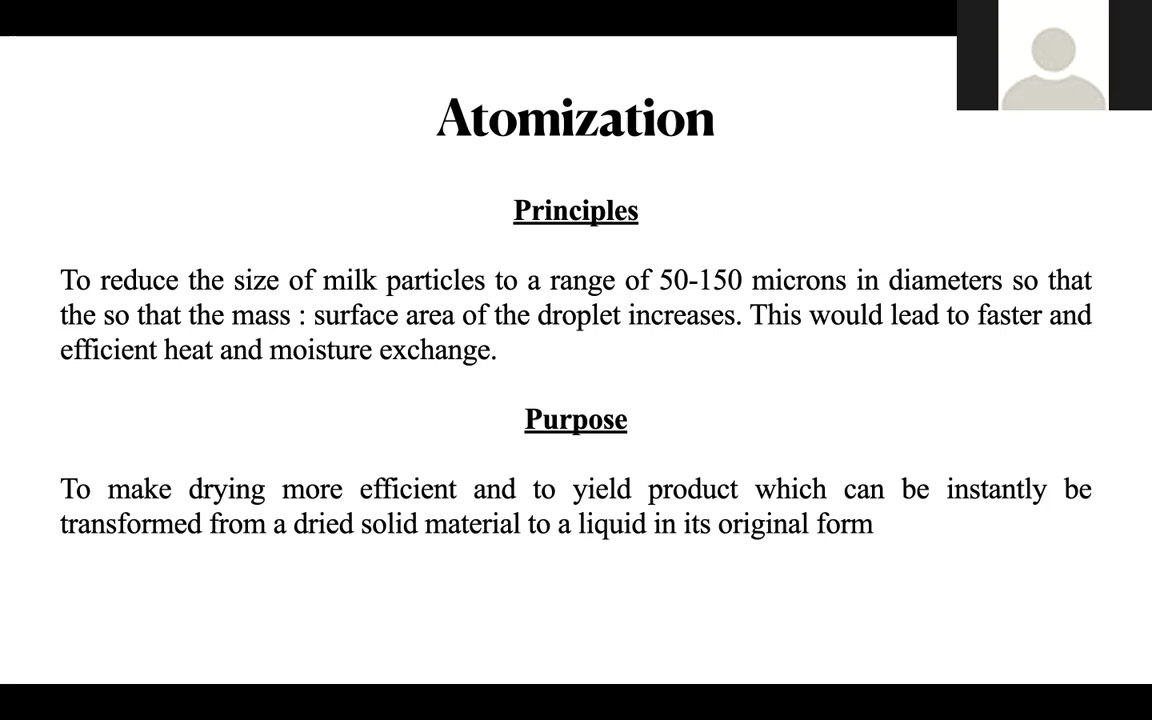 Atomization
Principles
To reduce the size of milk particles to a range of 50-150 microns in diameters so that
the so that the mass : surface area of the droplet increases. This would lead to faster and
efficient heat and moisture exchange.
Purpose
To make drying more efficient and to yield product which can be instantly be
transformed from a dried solid material to a liquid in its original form